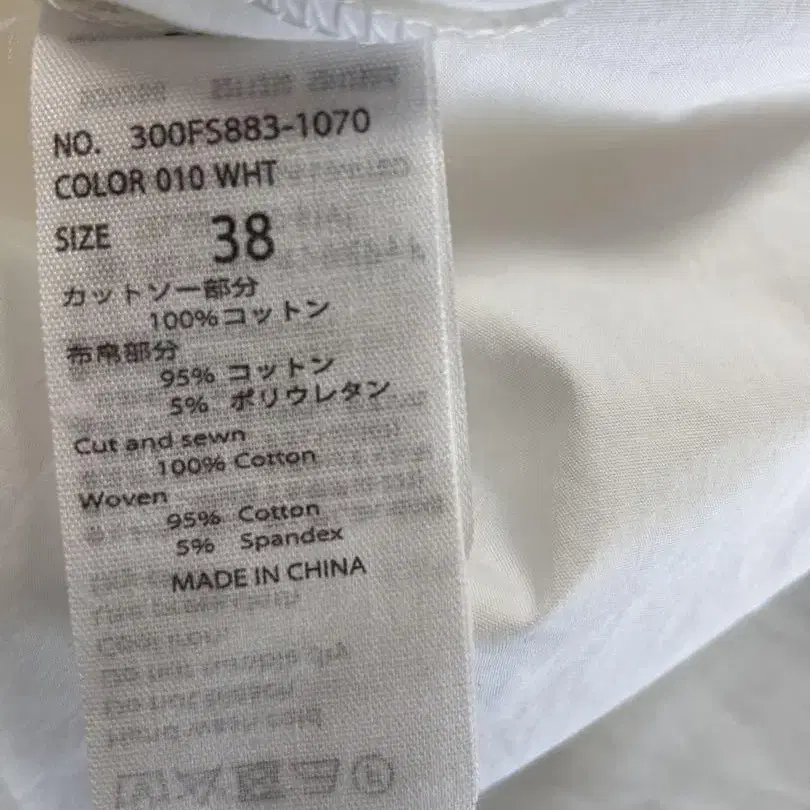 NO. 300FS883-1070
COLOR 010 WHT
SIZE 38
カットソー部分
100%コットン
布帛部分
95% コットン
5% ポリウレタン
Cut and sewn
100% Cotton
Woven
95% Cotton
5% Spandex
MADE IN CHINA